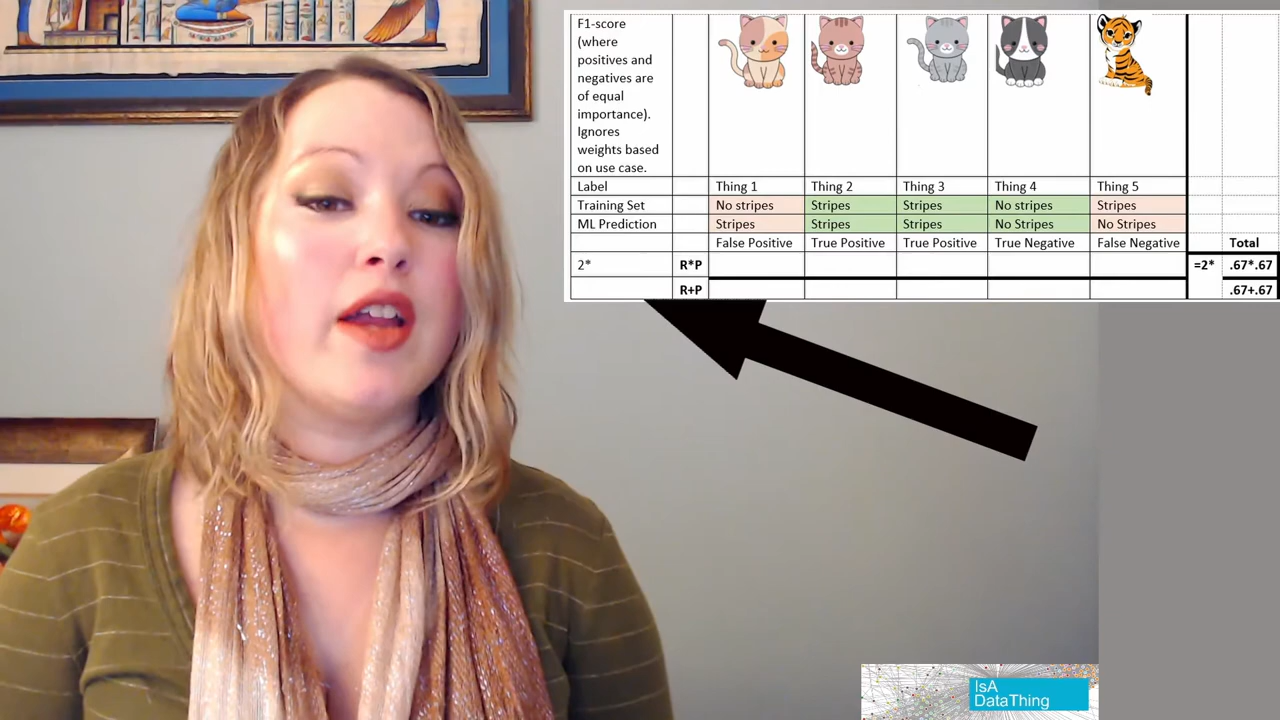 F1-score
(where
positives and
negatives are
of equal
importance).
Ignores
weights based
on use case.
Label Thing 1 Thing 2 Thing 3 Thing 4 Thing 5
Training Set No stripes Stripes Stripes No stripes Stripes
ML Prediction Stripes Stripes Stripes No Stripes No Stripes
False Positive True Positive True Positive True Negative False Negative Total
2* R*P =2* .67*.67
R+P .67+.67
IsA
DataThing